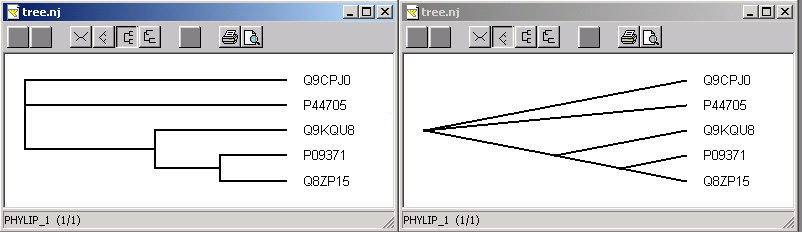 tree.nj
Q9CPJ0
P44705
Q9KQU8
P09371
Q8ZP15
PHYLIP_1 (1/1)
tree.nj
Q9CPJ0
P44705
Q9KQU8
P09371
Q8ZP15
PHYLIP_1 (1/1)